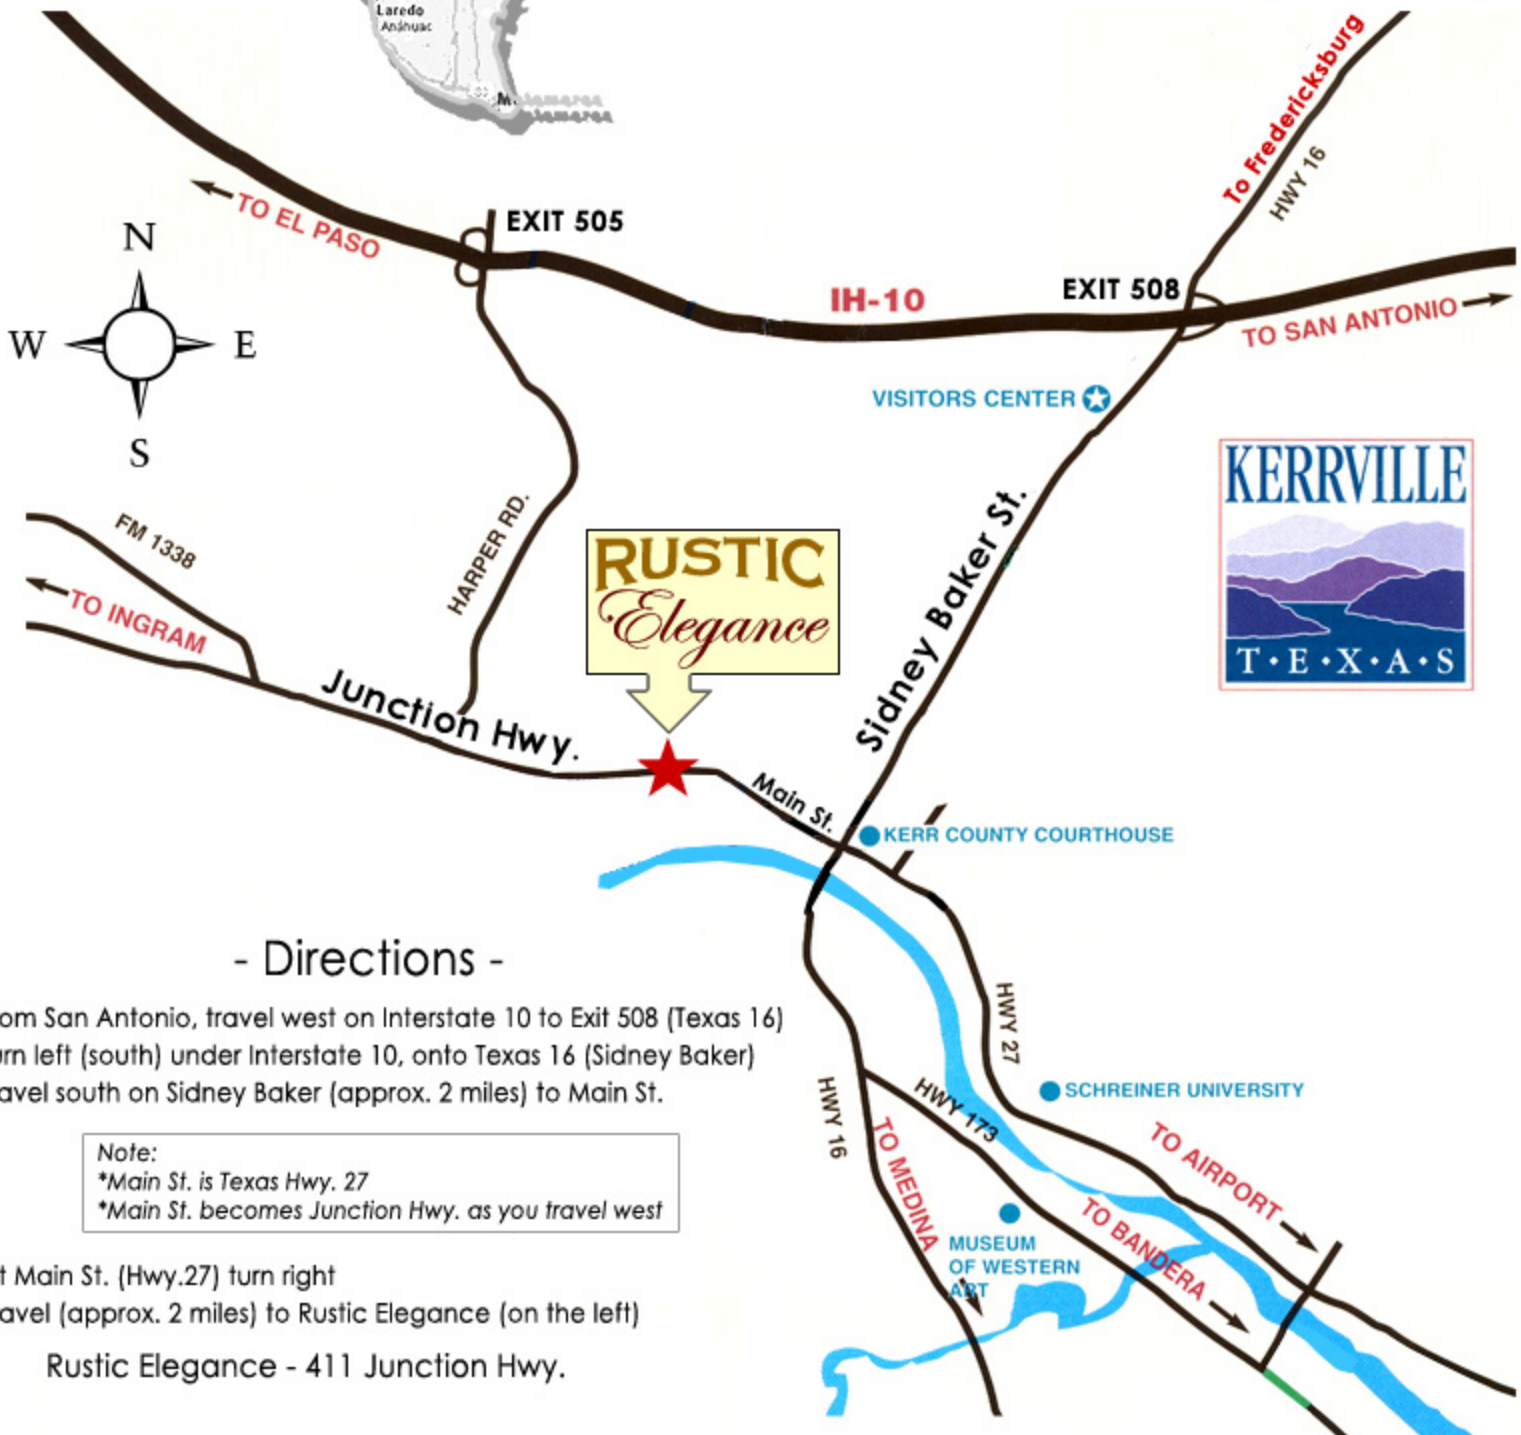 Laredo
Anahuac
To Fredericksburg
HWY 16
TO EL PASO
EXIT 505
N
W
E
S
IH-10
EXIT 508
TO SAN ANTONIO
VISITORS CENTER
KERRVILLE
T·E·X·A·S
FM 1338
TO INGRAM
HARPER RD.
RUSTIC
Elegance
Sidney Baker St.
Junction Hwy.
Main St.
KERR COUNTY COURTHOUSE
- Directions -
om San Antonio, travel west on Interstate 10 to Exit 508 (Texas 16)
urn left (south) under Interstate 10, onto Texas 16 (Sidney Baker)
avel south on Sidney Baker (approx. 2 miles) to Main St.
Note:
*Main St. is Texas Hwy. 27
*Main St. becomes Junction Hwy. as you travel west
t Main St. (Hwy.27) turn right
avel (approx. 2 miles) to Rustic Elegance (on the left)
Rustic Elegance - 411 Junction Hwy.
HWY 27
HWY 16
HWY 173
SCHREINER UNIVERSITY
TO MEDINA
TO AIRPORT
TO BANDERA
MUSEUM
OF WESTERN
ART